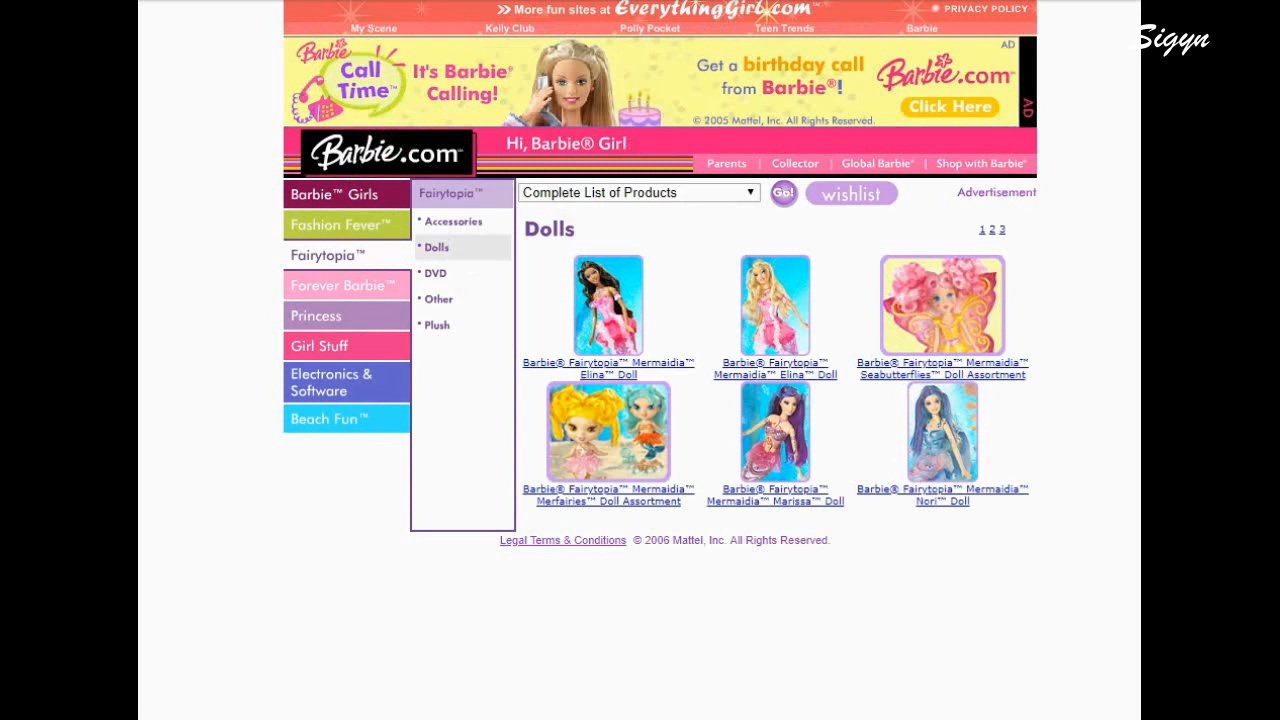 >> More fun sites at EverythingGirl.com™
PRIVACY POLICY
My Scene Kelly Club Polly Pocket Teen Trends Barbie
Sigyn
Barbie
Call
Time™
It's Barbie®
Calling!
Get a birthday call
from Barbie®!
© 2005 Mattel, Inc. All Rights Reserved.
AD
Barbie.com™
Click Here
AD
Barbie.com™
Hi, Barbie® Girl
Parents | Collector | Global Barbie® | Shop with Barbie®
Barbie™ Girls
Fashion Fever™
Fairytopia™
Forever Barbie™
Princess
Girl Stuff
Electronics &
Software
Beach Fun™
Fairytopia™
• Accessories
• Dolls
• DVD
• Other
• Plush
Complete List of Products
Go!
wishlist
Advertisement
Dolls
1 2 3
Barbie® Fairytopia™ Mermaidia™
Elina™ Doll
Barbie® Fairytopia™
Mermaidia™ Elina™ Doll
Barbie® Fairytopia™ Mermaidia™
Seabutterflies™ Doll Assortment
Barbie® Fairytopia™ Mermaidia™
Merfairies™ Doll Assortment
Barbie® Fairytopia™
Mermaidia™ Marissa™ Doll
Barbie® Fairytopia™ Mermaidia™
Nori™ Doll
Legal Terms & Conditions © 2006 Mattel, Inc. All Rights Reserved.